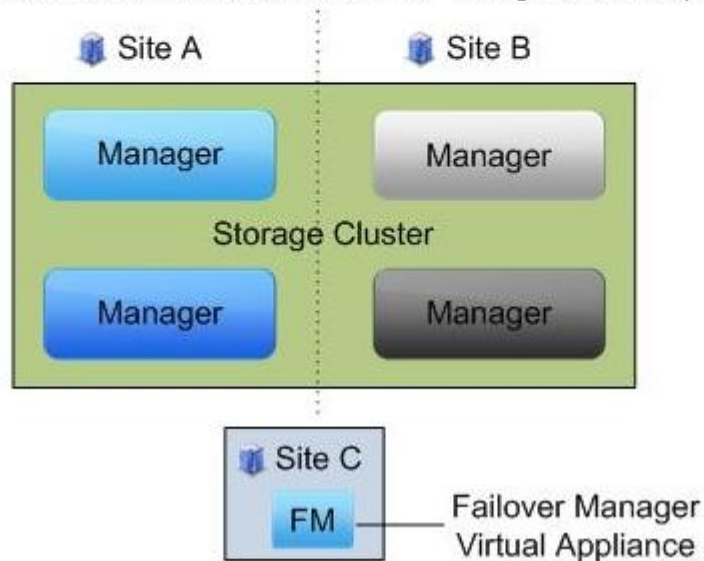 Site A
Site B
Manager
Manager
Storage Cluster
Manager
Manager
Site C
FM
Failover Manager
Virtual Appliance